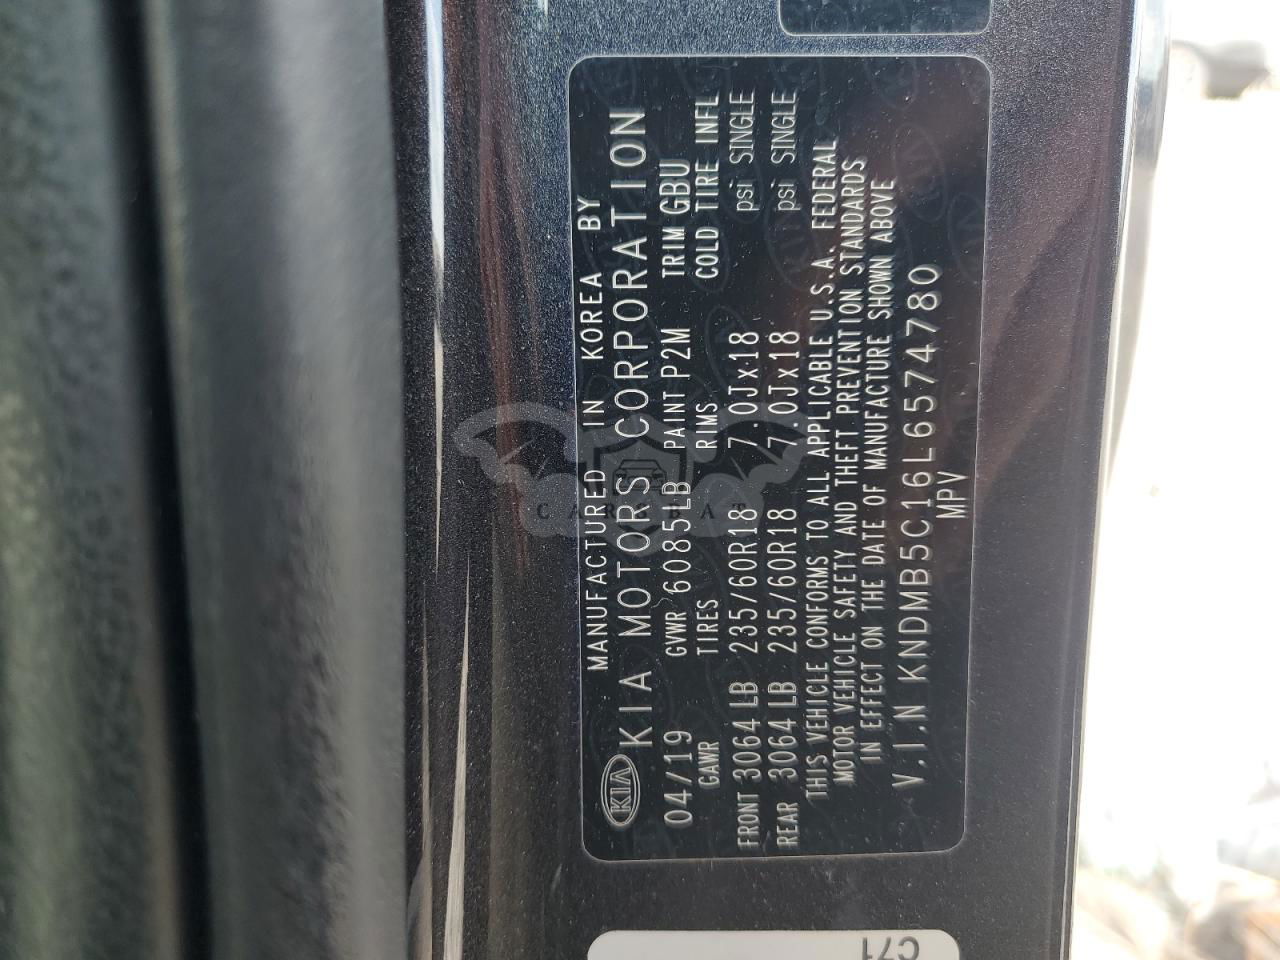 MANUFACTURED IN KOREA BY
KIA KIA MOTORS CORPORATION
04/19 GVWR 6085LB PAINT P2M TRIM GBU
GAWR TIRES RIMS COLD TIRE INFL
FRONT 3064 LB 235/60R18 7.0Jx18 psi SINGLE
REAR 3064 LB 235/60R18 7.0Jx18 psi SINGLE
THIS VEHICLE CONFORMS TO ALL APPLICABLE U.S.A. FEDERAL
MOTOR VEHICLE SAFETY AND THEFT PREVENTION STANDARDS
IN EFFECT ON THE DATE OF MANUFACTURE SHOWN ABOVE
V.I.N KNDMB5C16L6574780
MPV
C71
CARSBAT